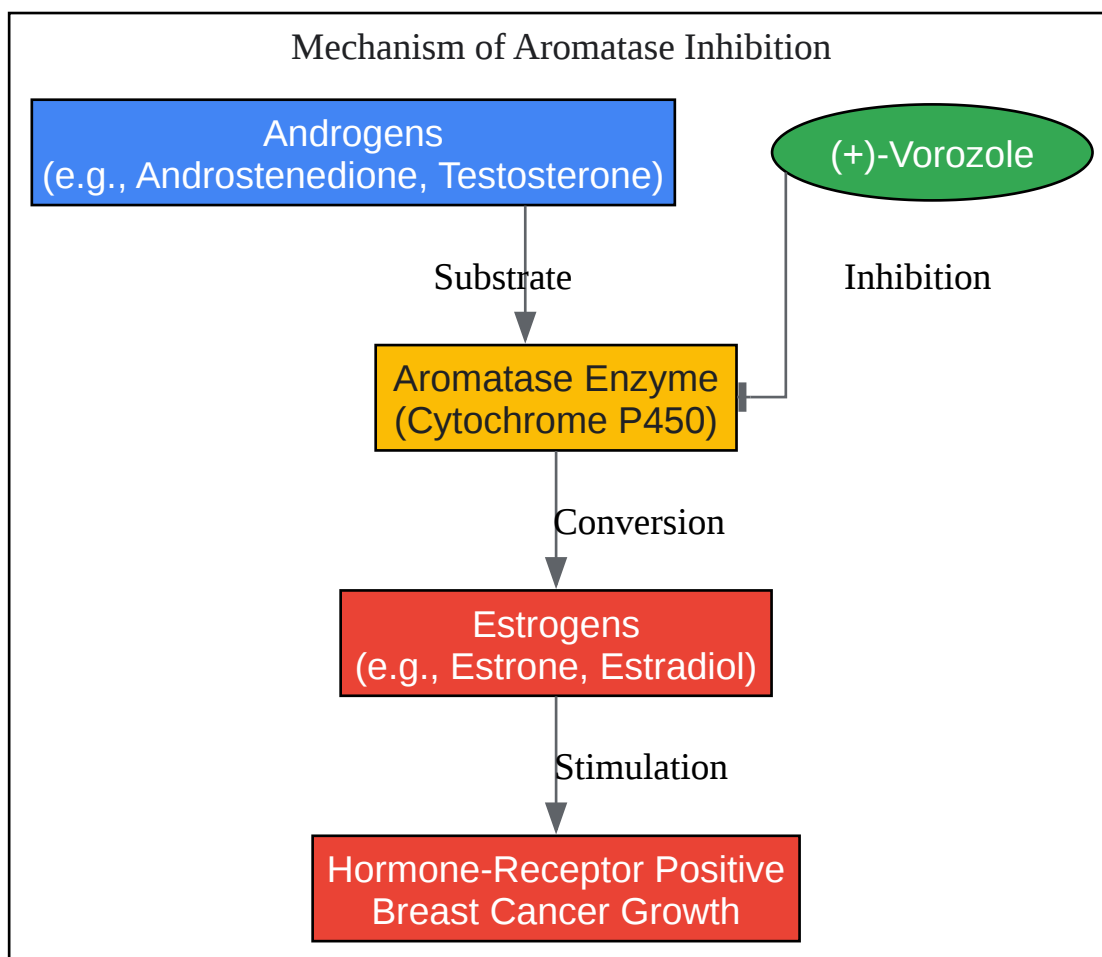 Mechanism of Aromatase Inhibition
Androgens
(e.g., Androstenedione, Testosterone)
(+)-Vorozole
Substrate
Inhibition
Aromatase Enzyme
(Cytochrome P450)
Conversion
Estrogens
(e.g., Estrone, Estradiol)
Stimulation
Hormone-Receptor Positive
Breast Cancer Growth